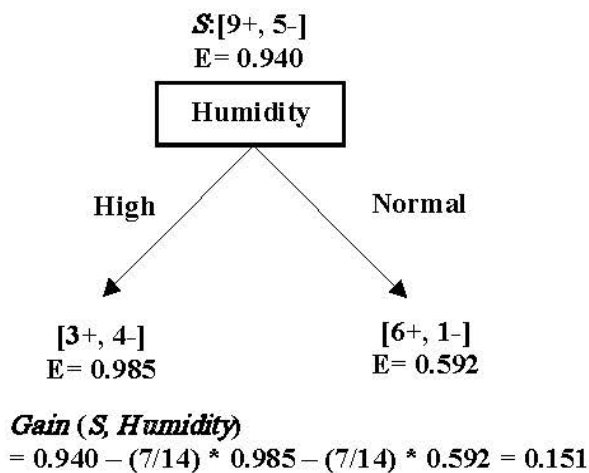 S:[9+, 5-]
E= 0.940
Humidity
High
Normal
[3+, 4-]
E= 0.985
[6+, 1-]
E= 0.592
Gain (S, Humidity)
= 0.940 – (7/14) * 0.985 – (7/14) * 0.592 = 0.151